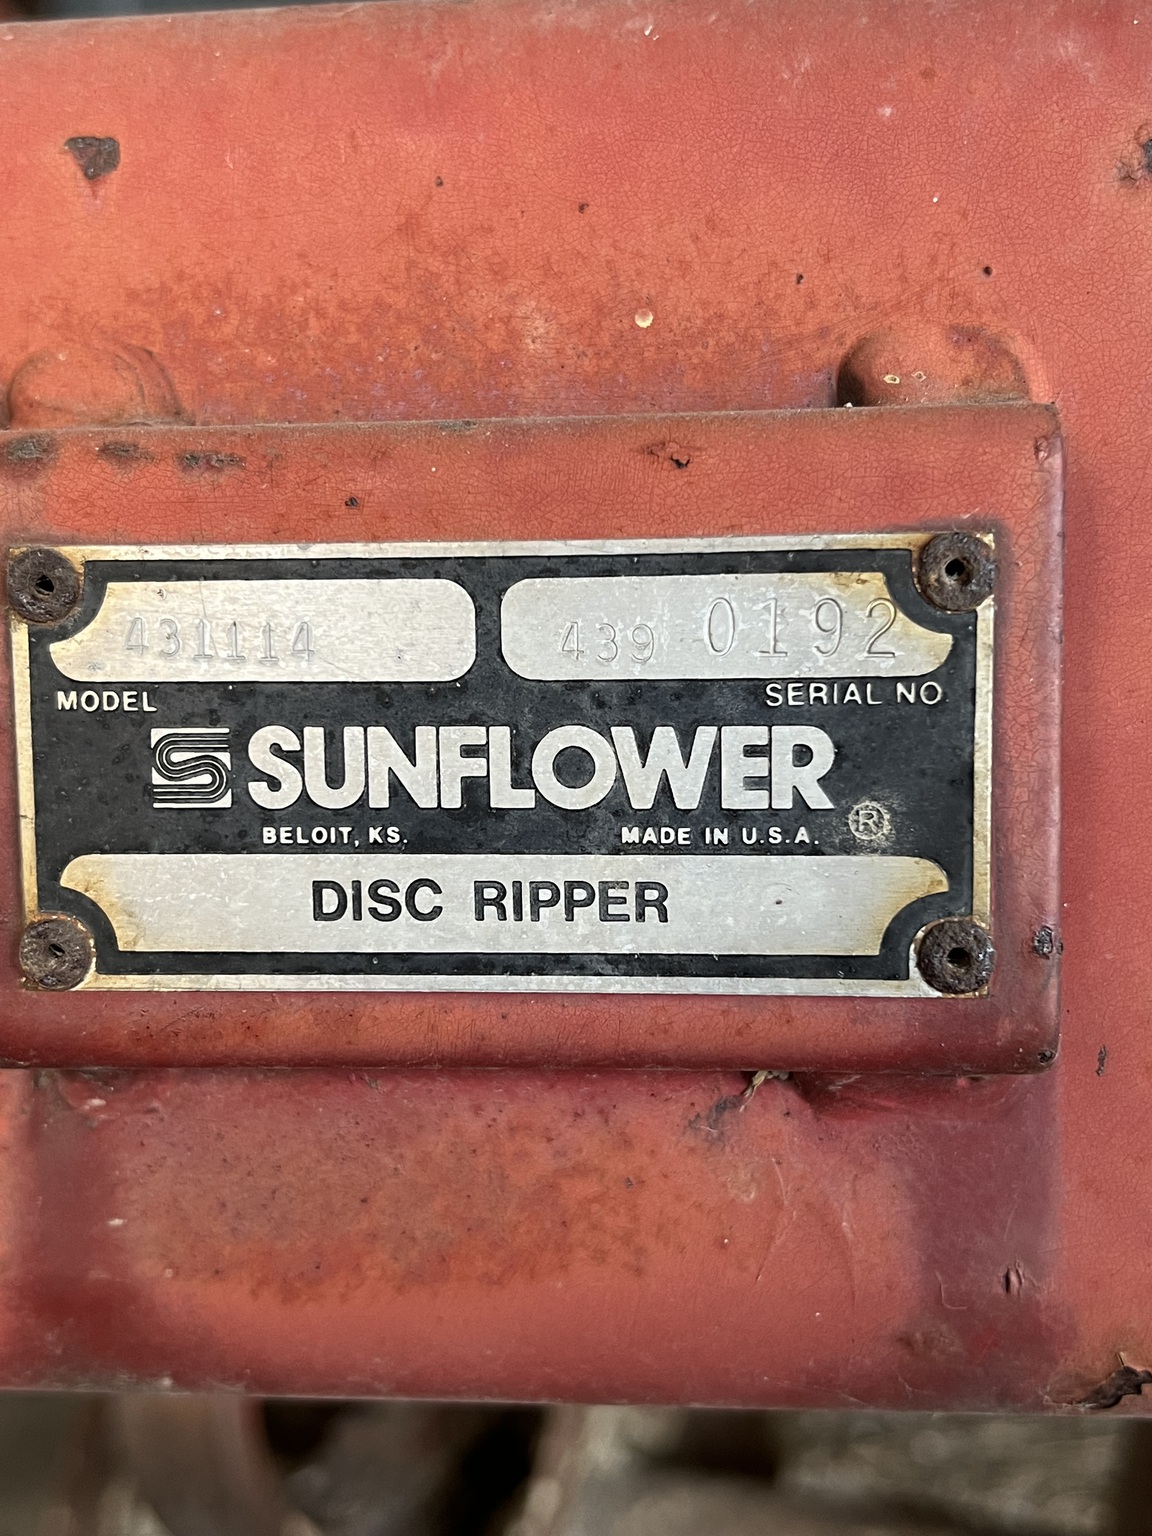 431114 439 0192
MODEL SERIAL NO
SUNFLOWER ®
BELOIT, KS. MADE IN U.S.A.
DISC RIPPER